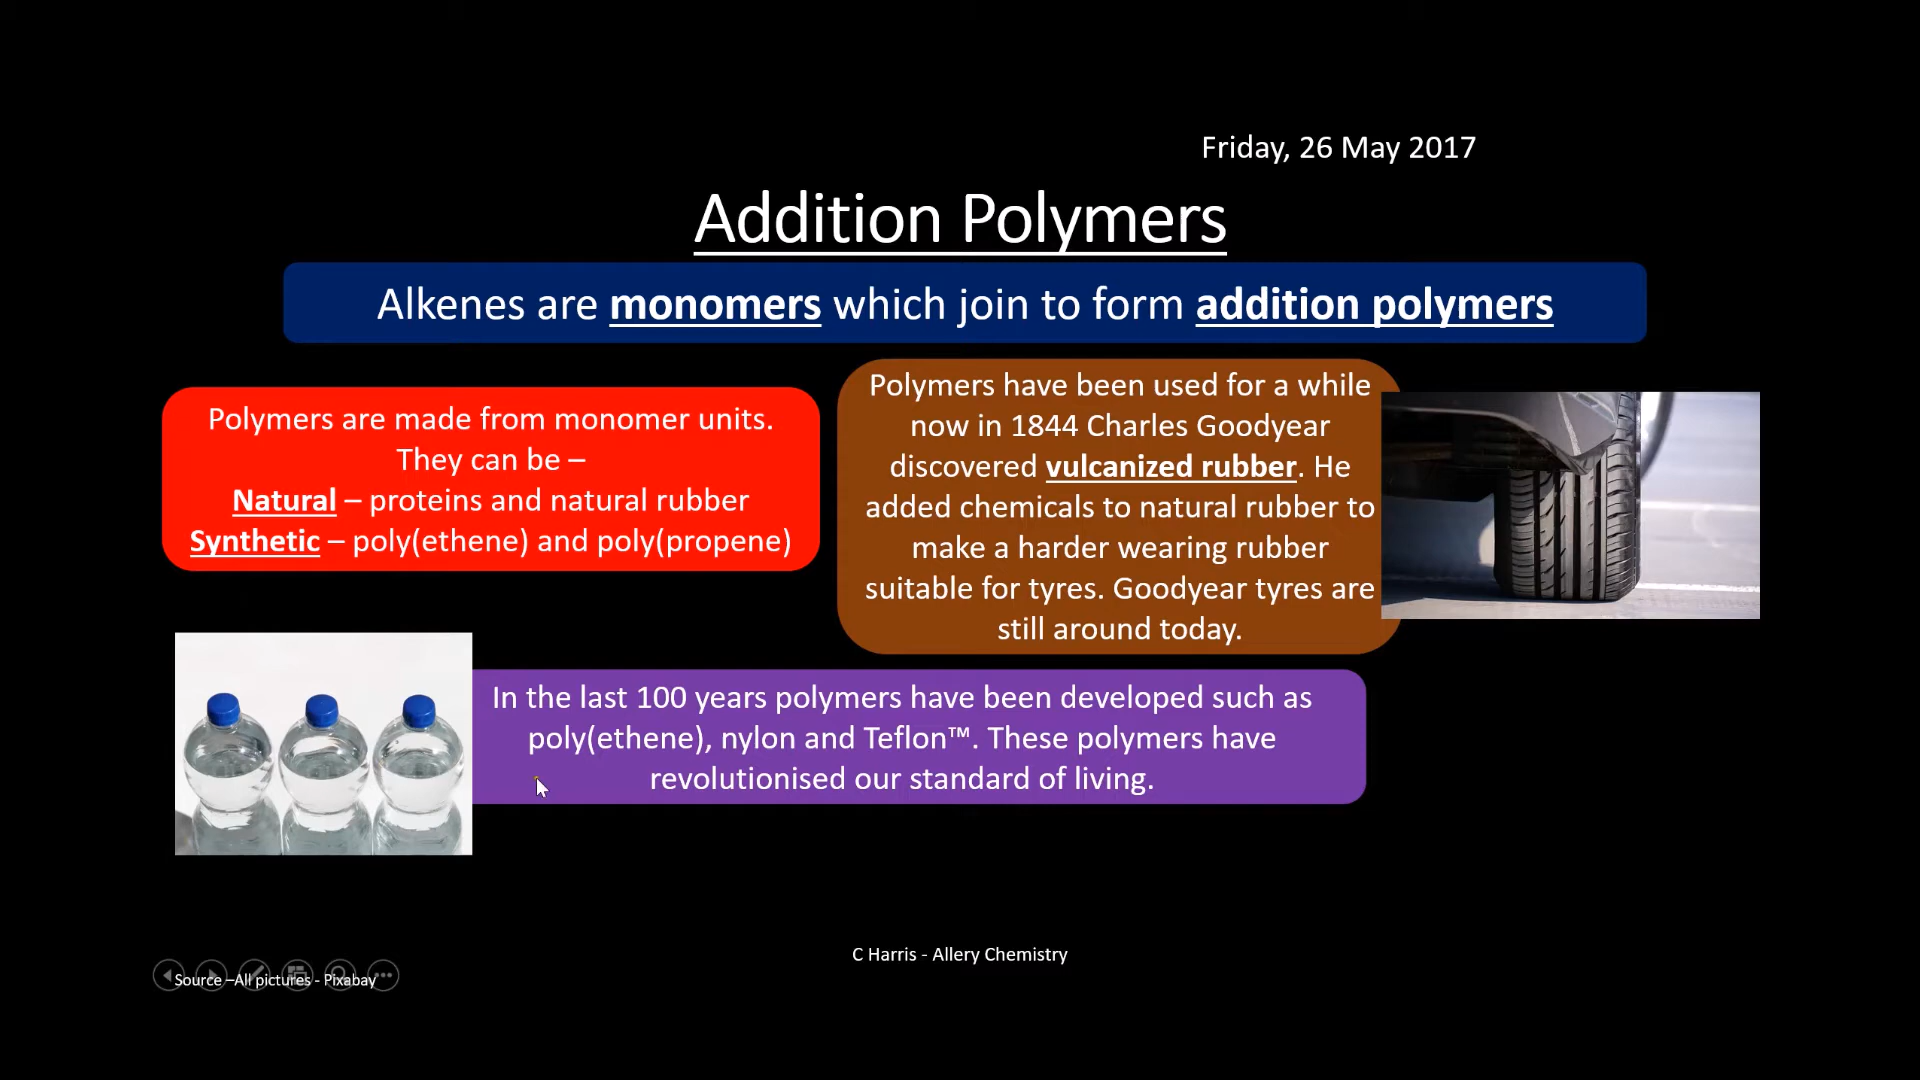 Friday, 26 May 2017
Addition Polymers
Alkenes are monomers which join to form addition polymers
Polymers are made from monomer units.
They can be –
Natural – proteins and natural rubber
Synthetic – poly(ethene) and poly(propene)
Polymers have been used for a while
now in 1844 Charles Goodyear
discovered vulcanized rubber. He
added chemicals to natural rubber to
make a harder wearing rubber
suitable for tyres. Goodyear tyres are
still around today.
In the last 100 years polymers have been developed such as
poly(ethene), nylon and Teflon™. These polymers have
revolutionised our standard of living.
C Harris - Allery Chemistry
Source –All pictures - Pixabay